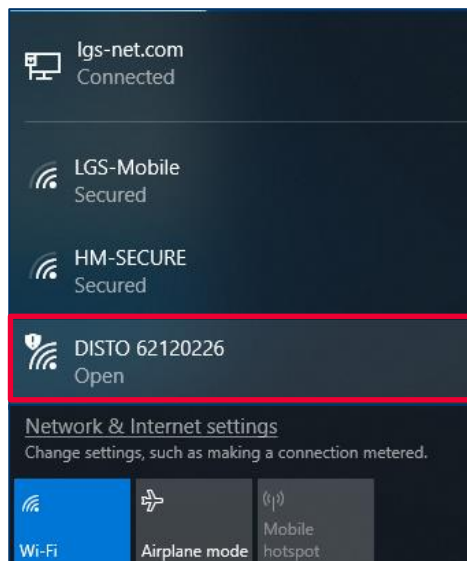 lgs-net.com
Connected
LGS-Mobile
Secured
HM-SECURE
Secured
DISTO 62120226
Open
Network & Internet settings
Change settings, such as making a connection metered.
Wi-Fi
Airplane mode
Mobile
hotspot